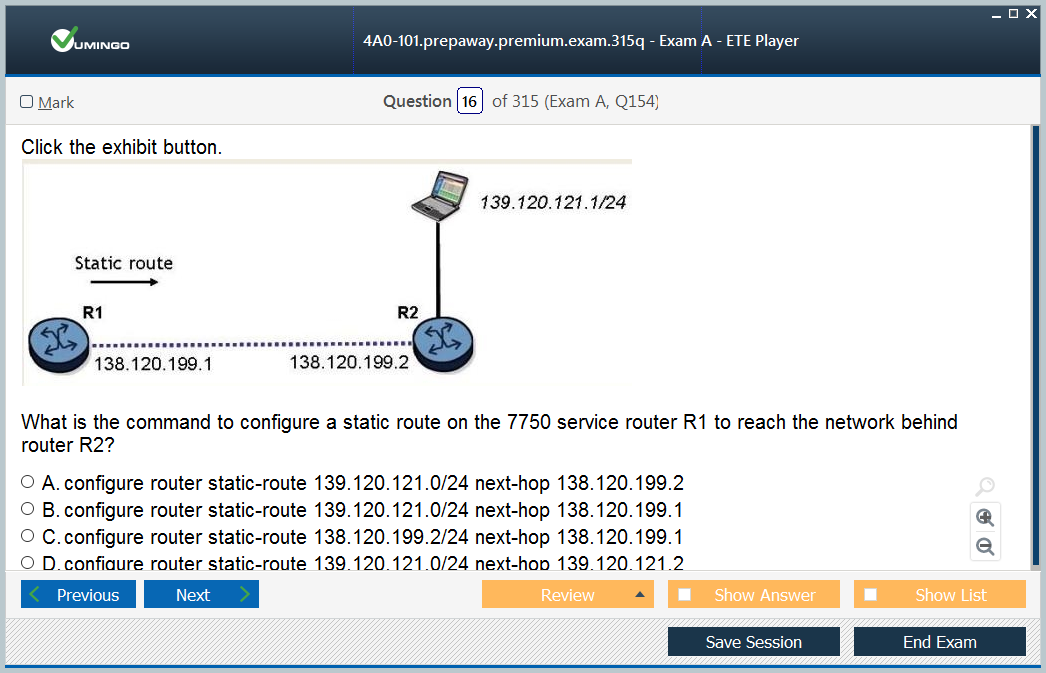 VUMINGO
4A0-101.prepaway.premium.exam.315q - Exam A - ETE Player
Mark
Question 16 of 315 (Exam A, Q154)
Click the exhibit button.
139.120.121.1/24
Static route
R1
R2
138.120.199.1
138.120.199.2
What is the command to configure a static route on the 7750 service router R1 to reach the network behind
router R2?
A. configure router static-route 139.120.121.0/24 next-hop 138.120.199.2
B. configure router static-route 139.120.121.0/24 next-hop 138.120.199.1
C. configure router static-route 138.120.199.2/24 next-hop 138.120.199.1
D. configure router static-route 139.120.121.0/24 next-hop 139.120.121.2
Previous
Next
Review
Show Answer
Show List
Save Session
End Exam